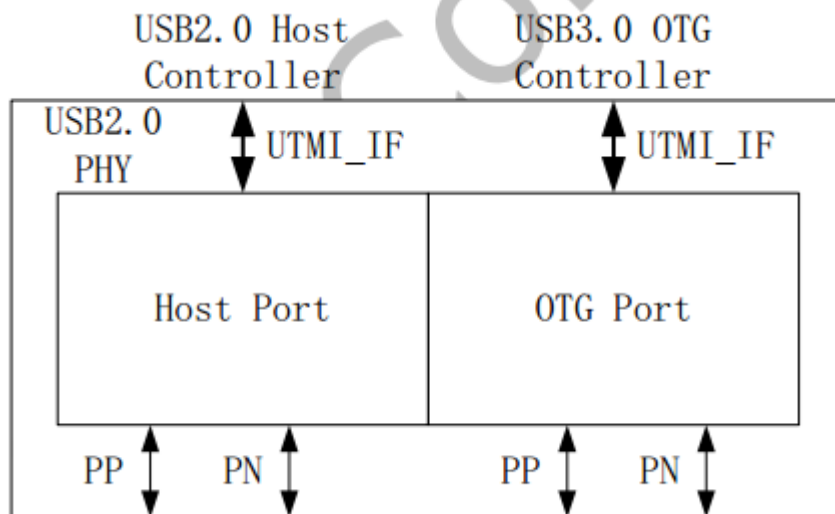 USB2.0 Host
Controller
USB3.0 OTG
Controller
USB2.0
PHY
UTMI_IF
UTMI_IF
Host Port
OTG Port
PP
PN
PP
PN